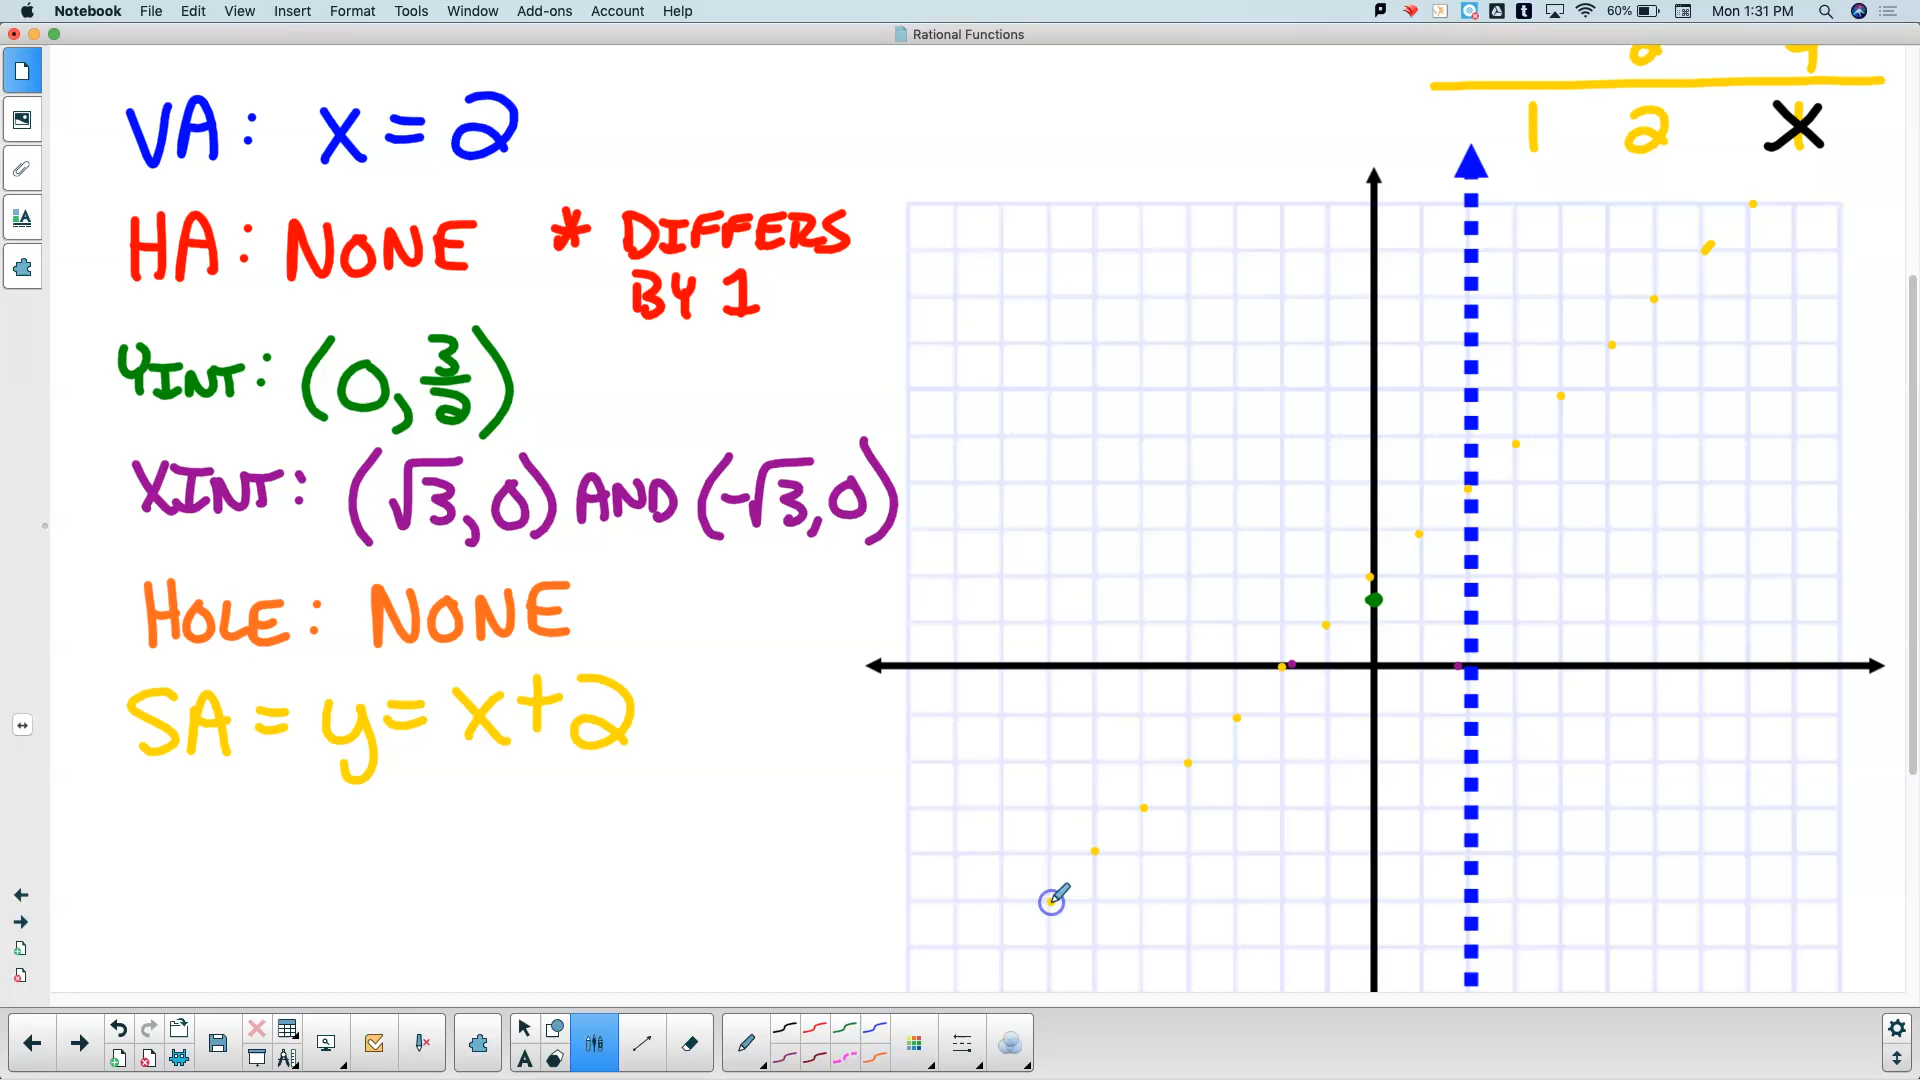 Notebook File Edit View Insert Format Tools Window Add-ons Account Help 60% Mon 1:31 PM
Rational Functions
1 2
VA: X = 2
HA: NONE * DIFFERS
BY 1
YINT: (0, 3/2)
XINT: (√3, 0) AND (-√3, 0)
HOLE: NONE
SA = y = x+2